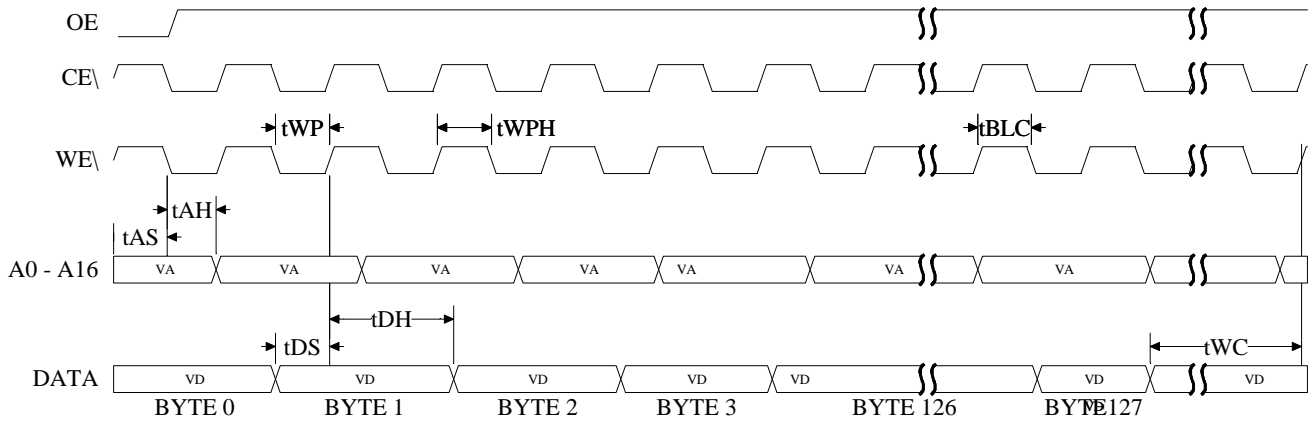 OE
CE\
tWP
tWPH
tBLC
WE\
tAH
tAS
A0 - A16
VA
VA
VA
VA
VA
VA
VA
tDH
tDS
tWC
DATA
VD
VD
VD
VD
VD
VD
VD
BYTE 0
BYTE 1
BYTE 2
BYTE 3
BYTE 126
BYTE127